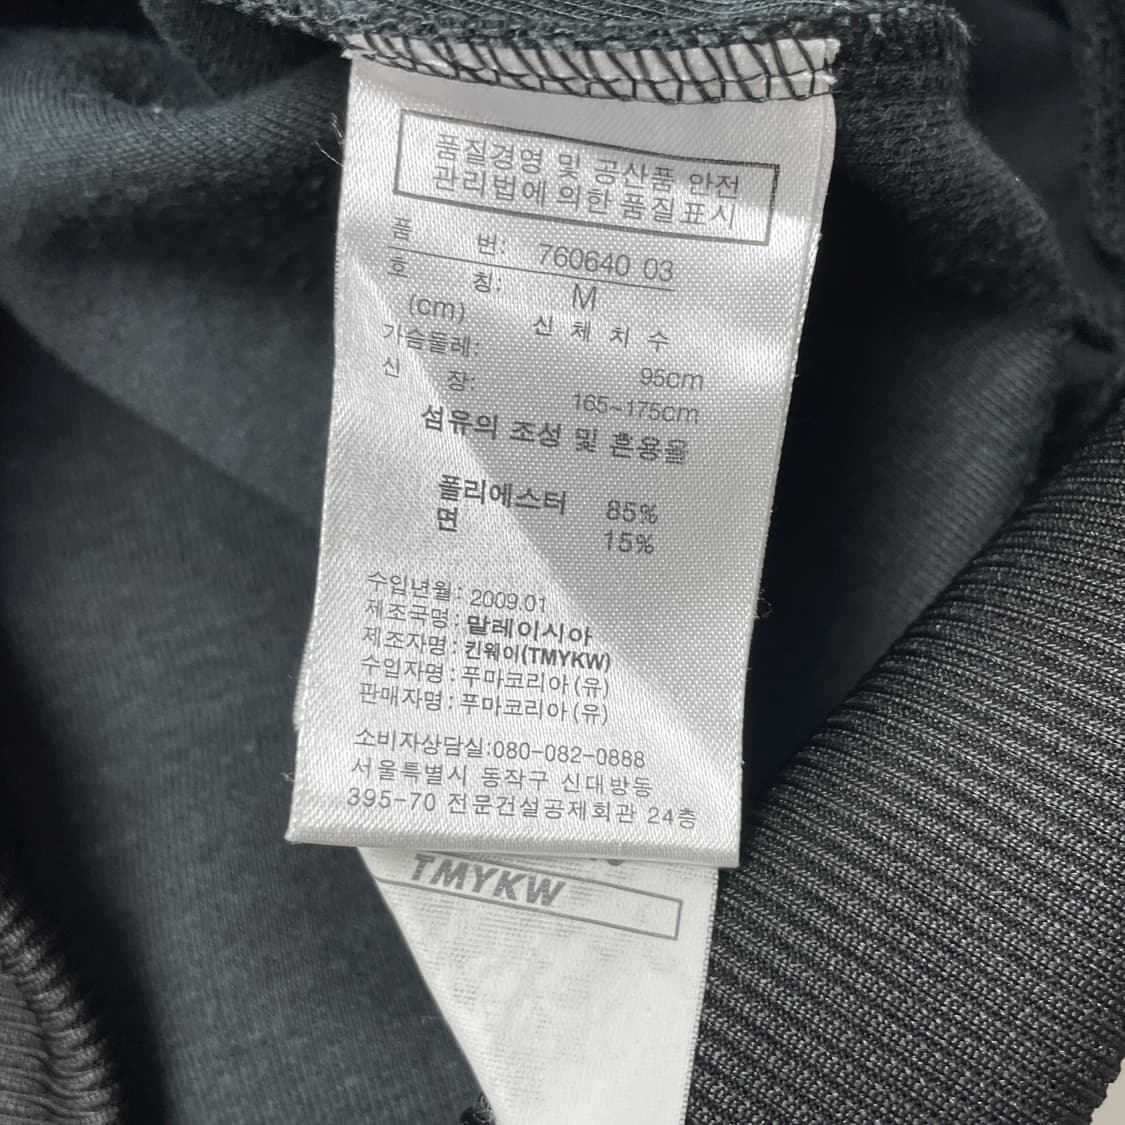 품질경영 및 공산품 안전
관리법에 의한 품질표시
품 번: 760640 03
호 칭: M
(cm) 신 체 치 수
가슴둘레: 95cm
신 장: 165~175cm
섬유의 조성 및 혼용율
폴리에스터 85%
면 15%
수입년월: 2009.01
제조국명: 말레이시아
제조자명: 킨웨이(TMYKW)
수입자명: 푸마코리아(유)
판매자명: 푸마코리아(유)
소비자상담실:080-082-0888
서울특별시 동작구 신대방동
395-70 전문건설공제회관 24층
TMYKW